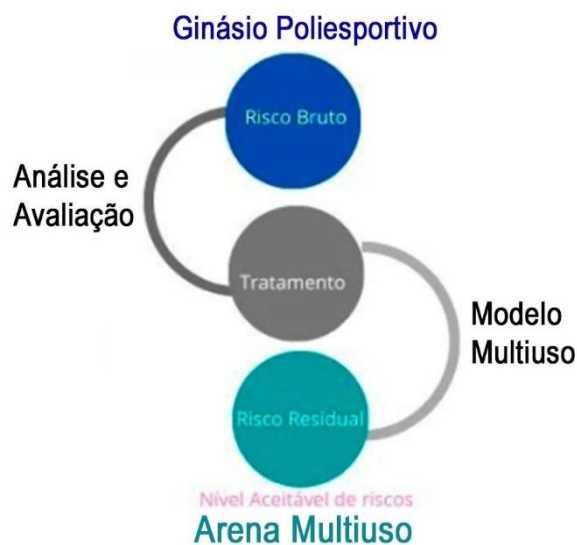 Ginásio Poliesportivo
Risco Bruto
Análise e
Avaliação
Tratamento
Modelo
Multiuso
Risco Residual
Nível Aceitável de riscos
Arena Multiuso